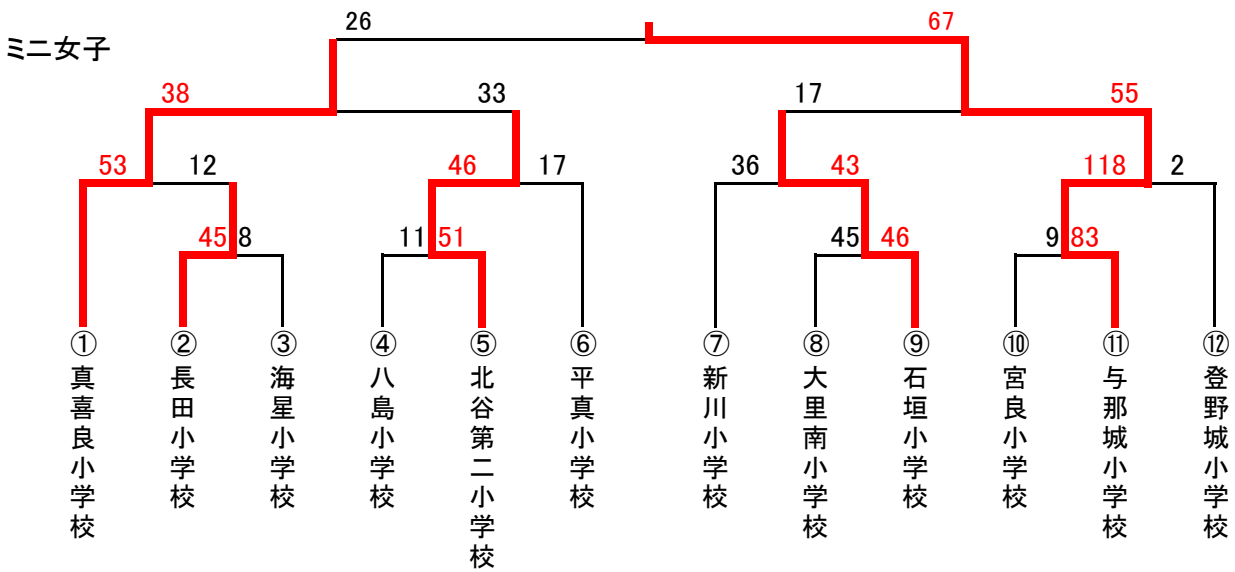 26 67
ミニ女子
38 33 17 55
53 12 46 17 36 43 118 2
45 8 11 51 45 46 9 83
① ② ③ ④ ⑤ ⑥ ⑦ ⑧ ⑨ ⑩ ⑪ ⑫
真喜良小学校
長田小学校
海星小学校
八島小学校
北谷第二小学校
平真小学校
新川小学校
大里南小学校
石垣小学校
宮良小学校
与那城小学校
登野城小学校